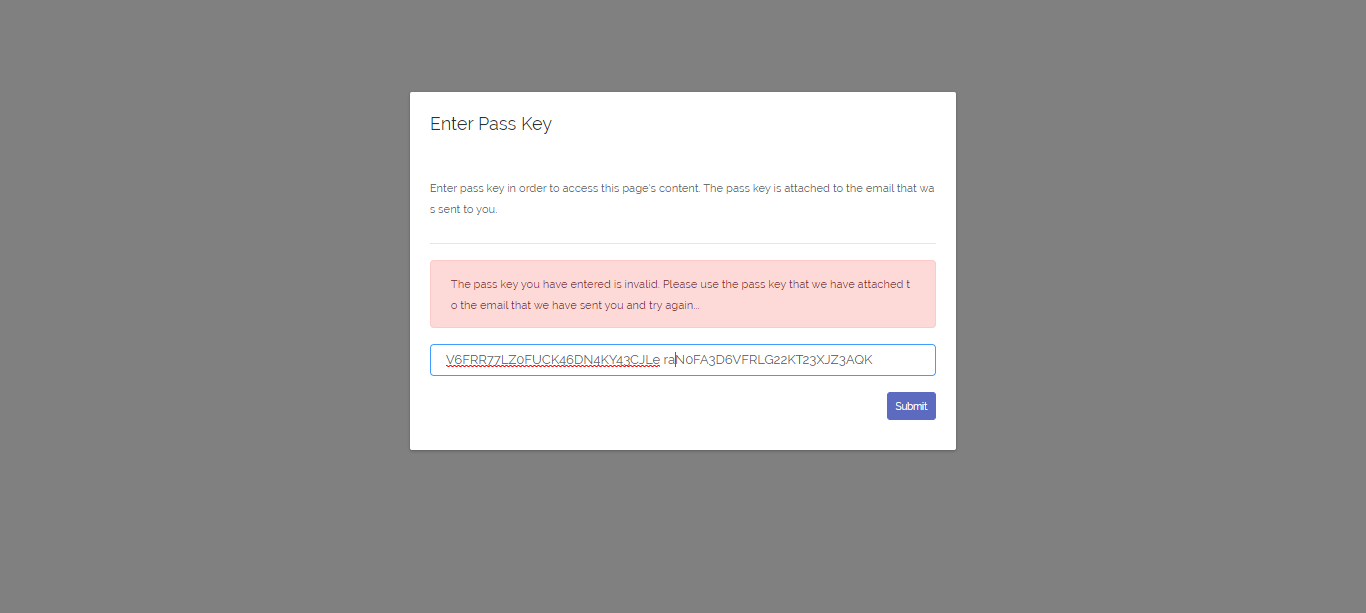 Enter Pass Key
Enter pass key in order to access this page's content. The pass key is attached to the email that wa
s sent to you.
The pass key you have entered is invalid. Please use the pass key that we have attached t
o the email that we have sent you and try again...
V6FRR77LZ0FUCK46DN4KY43CJLe raN0FA3D6VFRLG22KT23XJZ3AQK
Submit